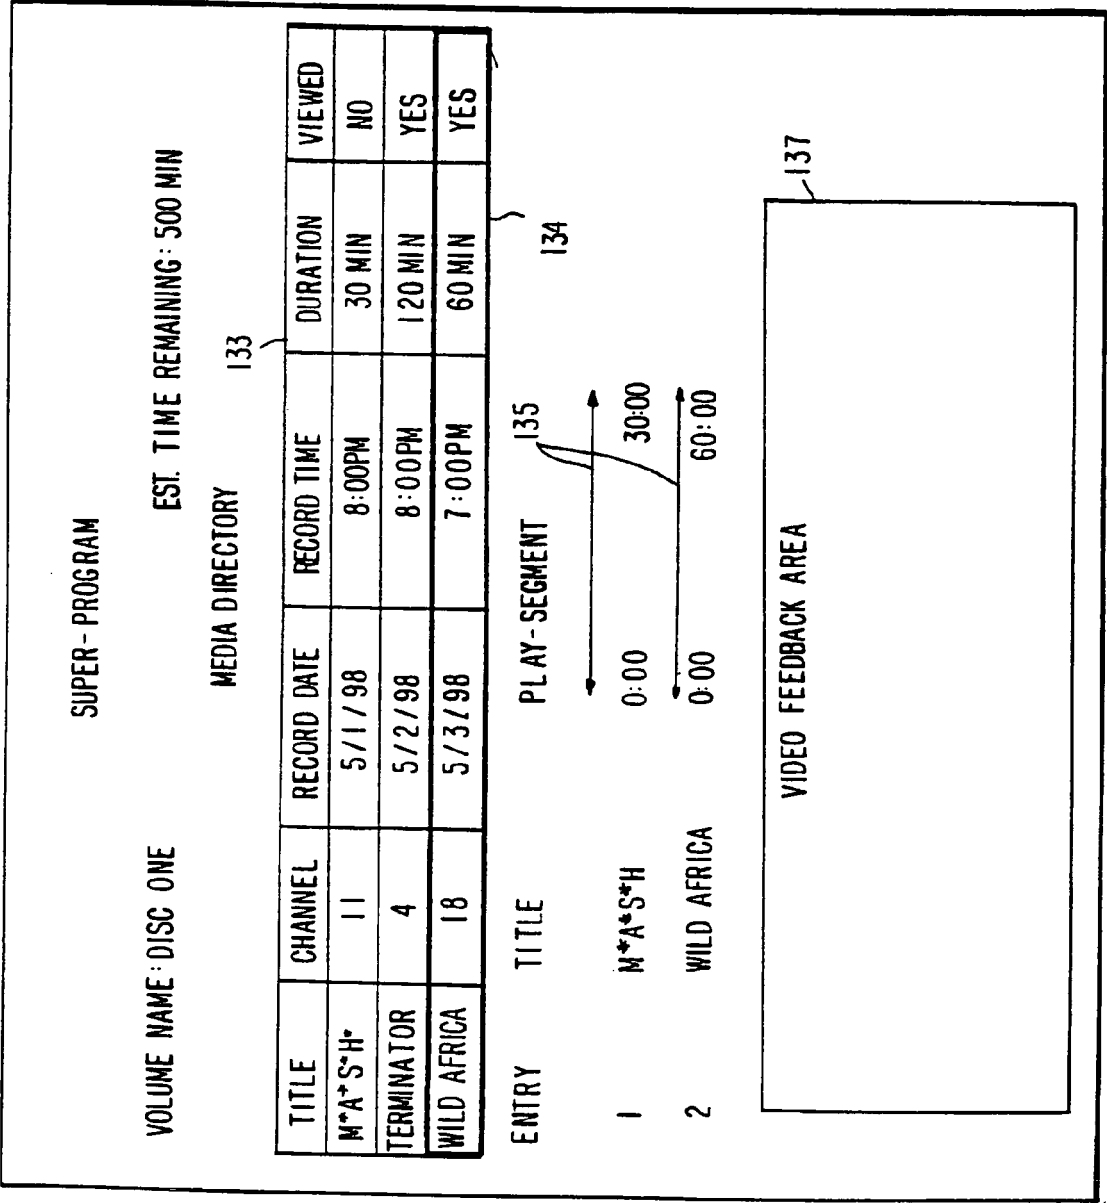 SUPER-PROGRAM
VOLUME NAME: DISC ONE EST. TIME REMAINING: 500 MIN
MEDIA DIRECTORY
133
TITLE CHANNEL RECORD DATE RECORD TIME DURATION VIEWED
M*A*S*H* 11 5/1/98 8:00PM 30 MIN NO
TERMINATOR 4 5/2/98 8:00PM 120 MIN YES
WILD AFRICA 18 5/3/98 7:00PM 60 MIN YES
134
ENTRY TITLE PLAY-SEGMENT
135
1 M*A*S*H 0:00 30:00
2 WILD AFRICA 0:00 60:00
137
VIDEO FEEDBACK AREA